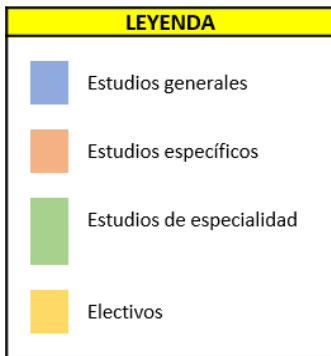 LEYENDA
Estudios generales
Estudios específicos
Estudios de especialidad
Electivos